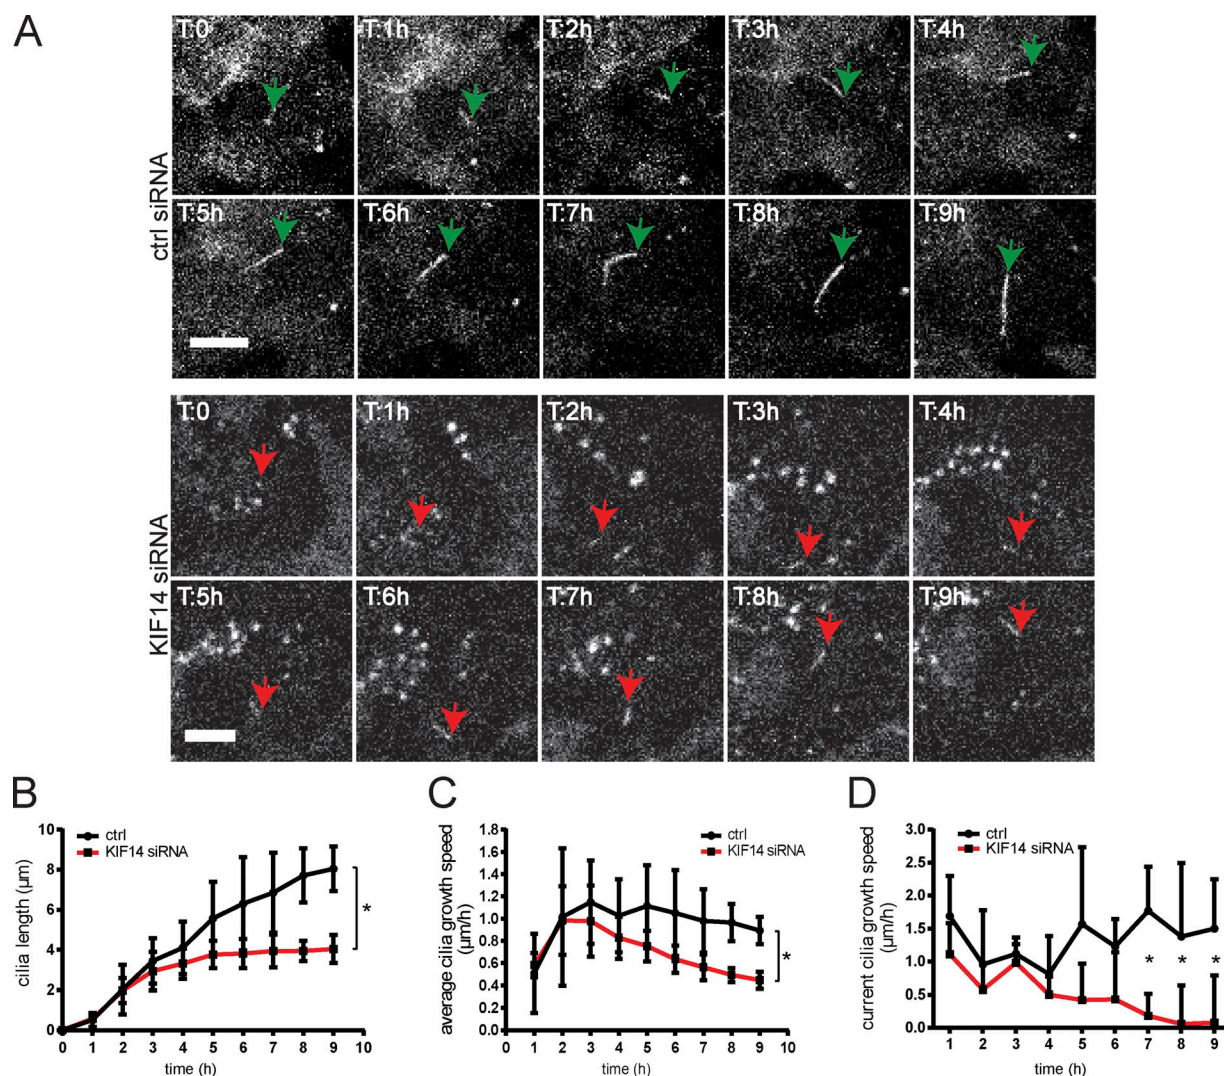 A
T:0 T:1h T:2h T:3h T:4h
ctrl siRNA
T:5h T:6h T:7h T:8h T:9h
T:0 T:1h T:2h T:3h T:4h
KIF14 siRNA
T:5h T:6h T:7h T:8h T:9h
B
ctrl
KIF14 siRNA
cilia length (µm)
10
8
6
4
2
0
*
0 1 2 3 4 5 6 7 8 9 10
time (h)
C
ctrl
KIF14 siRNA
average cilia growth speed
(µm/h)
1.8
1.6
1.4
1.2
1.0
0.8
0.6
0.4
0.2
0.0
*
0 1 2 3 4 5 6 7 8 9 10
time (h)
D
ctrl
KIF14 siRNA
current cilia growth speed
(µm/h)
3.0
2.5
2.0
1.5
1.0
0.5
0.0
* * *
1 2 3 4 5 6 7 8 9
time (h)